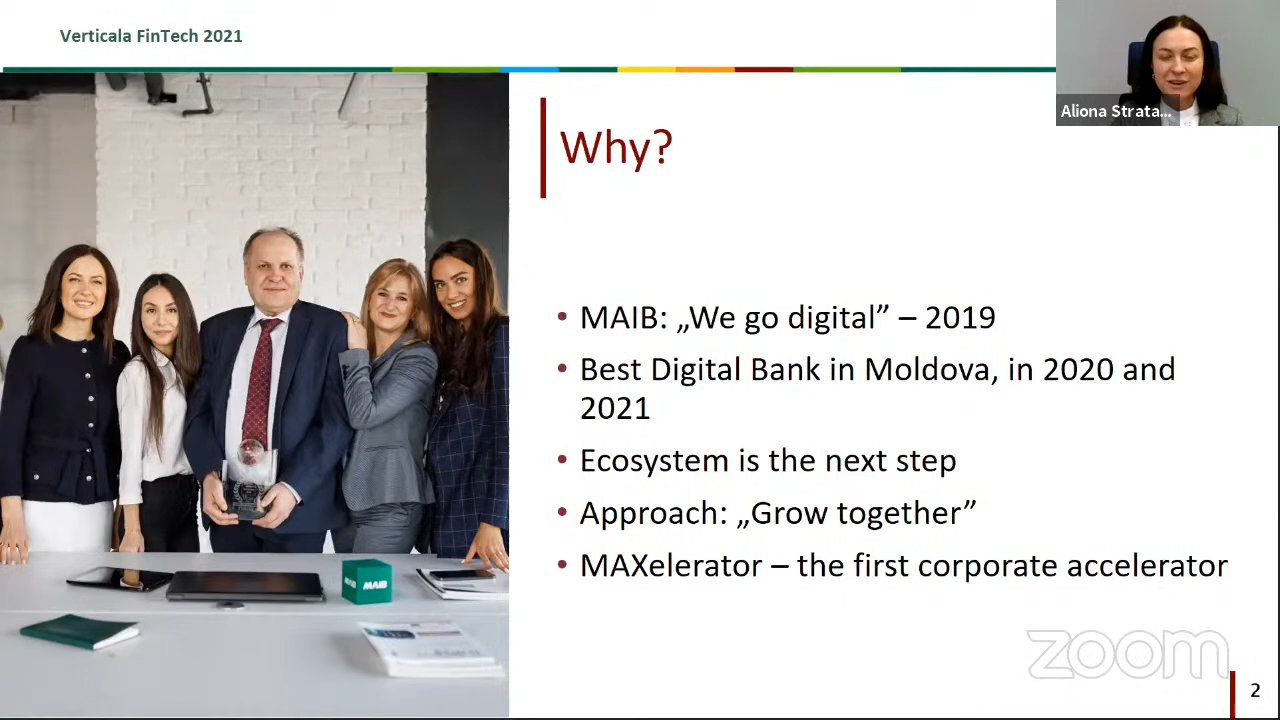 Verticala FinTech 2021
Aliona Strata...
Why?
• MAIB: „We go digital” – 2019
• Best Digital Bank in Moldova, in 2020 and
2021
• Ecosystem is the next step
• Approach: „Grow together”
• MAXelerator – the first corporate accelerator
MAIB
zoom
2